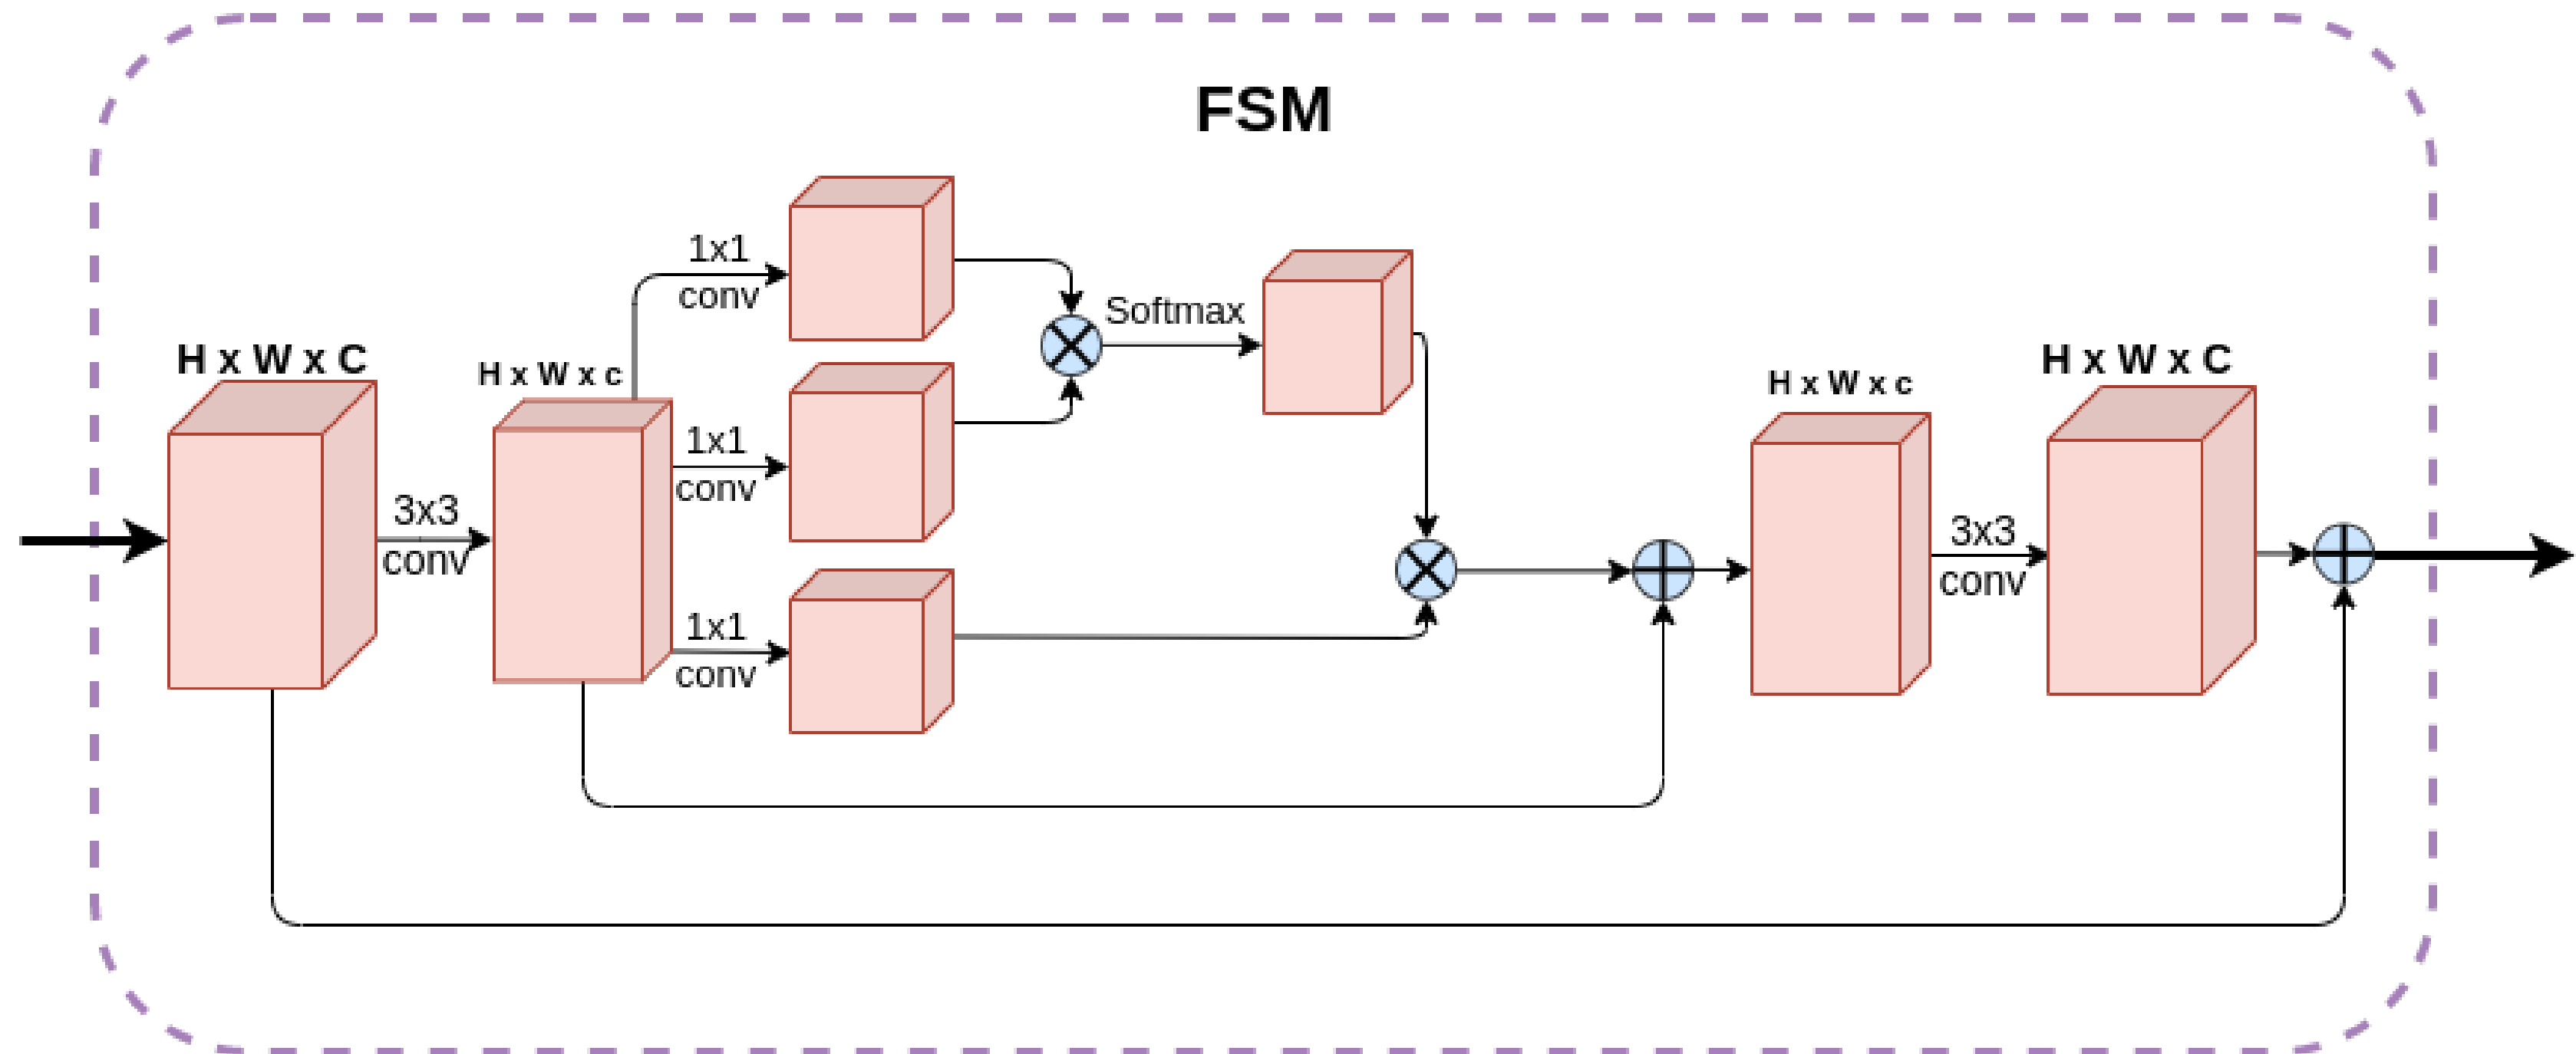 FSM
H x W x C
3x3
conv
H x W x c
1x1
conv
1x1
conv
1x1
conv
Softmax
H x W x c
3x3
conv
H x W x C